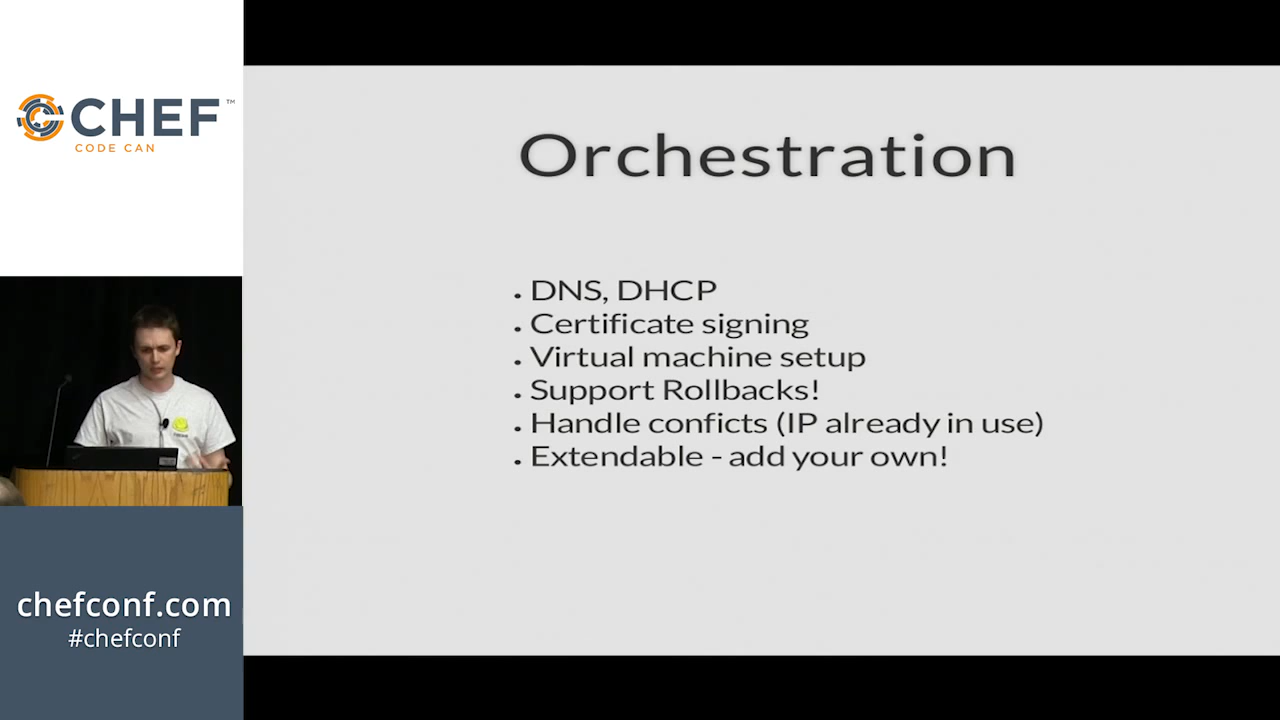 CHEF™
CODE CAN
Orchestration
• DNS, DHCP
• Certificate signing
• Virtual machine setup
• Support Rollbacks!
• Handle conficts (IP already in use)
• Extendable - add your own!
chefconf.com
#chefconf